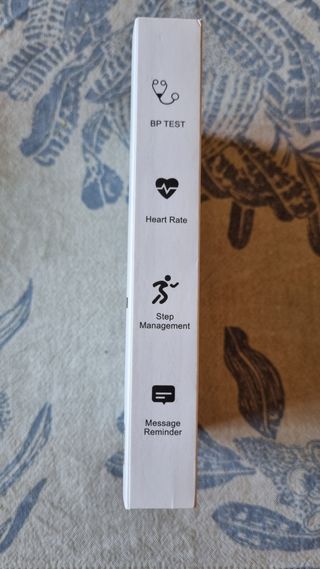 BP TEST
Heart Rate
Step
Management
Message
Reminder